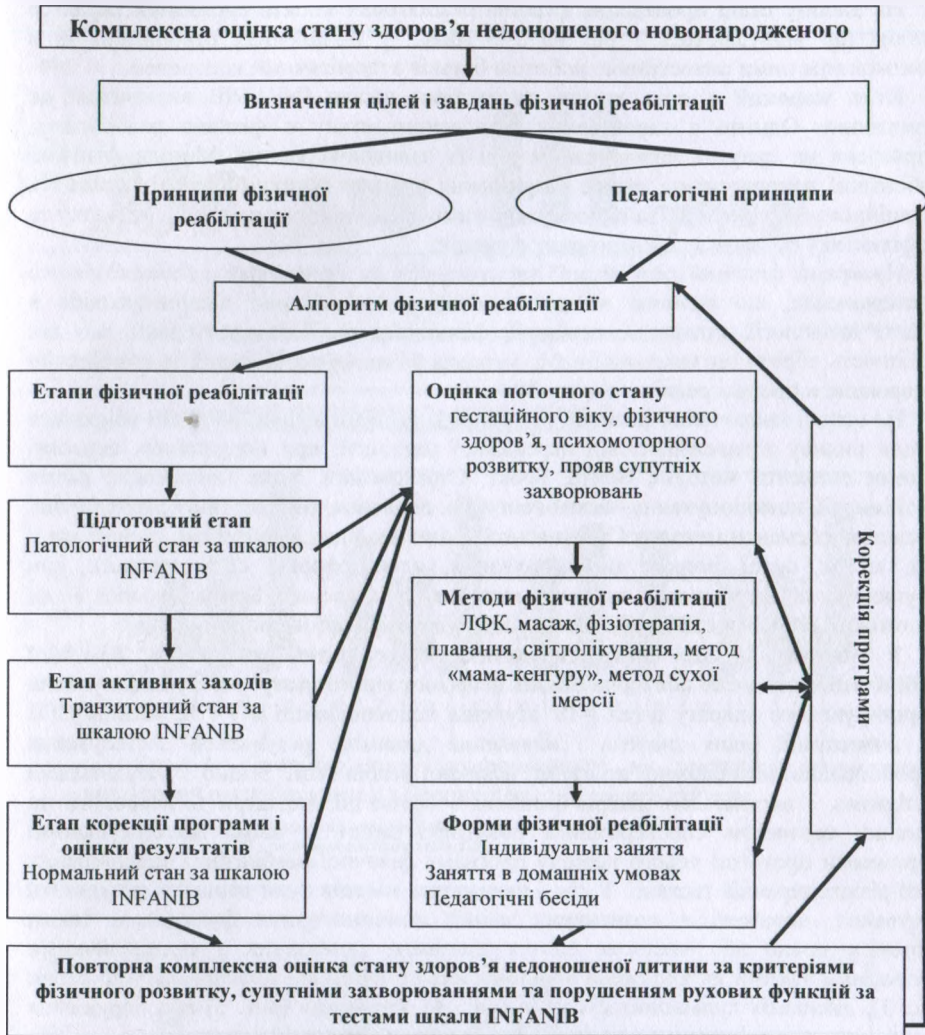 Комплексна оцінка стану здоров’я недоношеного новонародженого
Визначення цілей і завдань фізичної реабілітації
Принципи фізичної
реабілітації
Педагогічні принципи
Алгоритм фізичної реабілітації
Етапи фізичної реабілітації
Оцінка поточного стану
гестаційного віку, фізичного
здоров’я, психомоторного
розвитку, прояв супутніх
захворювань
Підготовчий етап
Патологічний стан за шкалою
INFANIB
Методи фізичної реабілітації
ЛФК, масаж, фізіотерапія,
плавання, світлолікування, метод
«мама-кенгуру», метод сухої
імерсії
Корекція програми
Етап активних заходів
Транзиторний стан за
шкалою INFANIB
Етап корекції програми і
оцінки результатів
Нормальний стан за шкалою
INFANIB
Форми фізичної реабілітації
Індивідуальні заняття
Заняття в домашніх умовах
Педагогічні бесіди
Повторна комплексна оцінка стану здоров’я недоношеної дитини за критеріями
фізичного розвитку, супутніми захворюваннями та порушеннями рухових функцій за
тестами шкали INFANIB